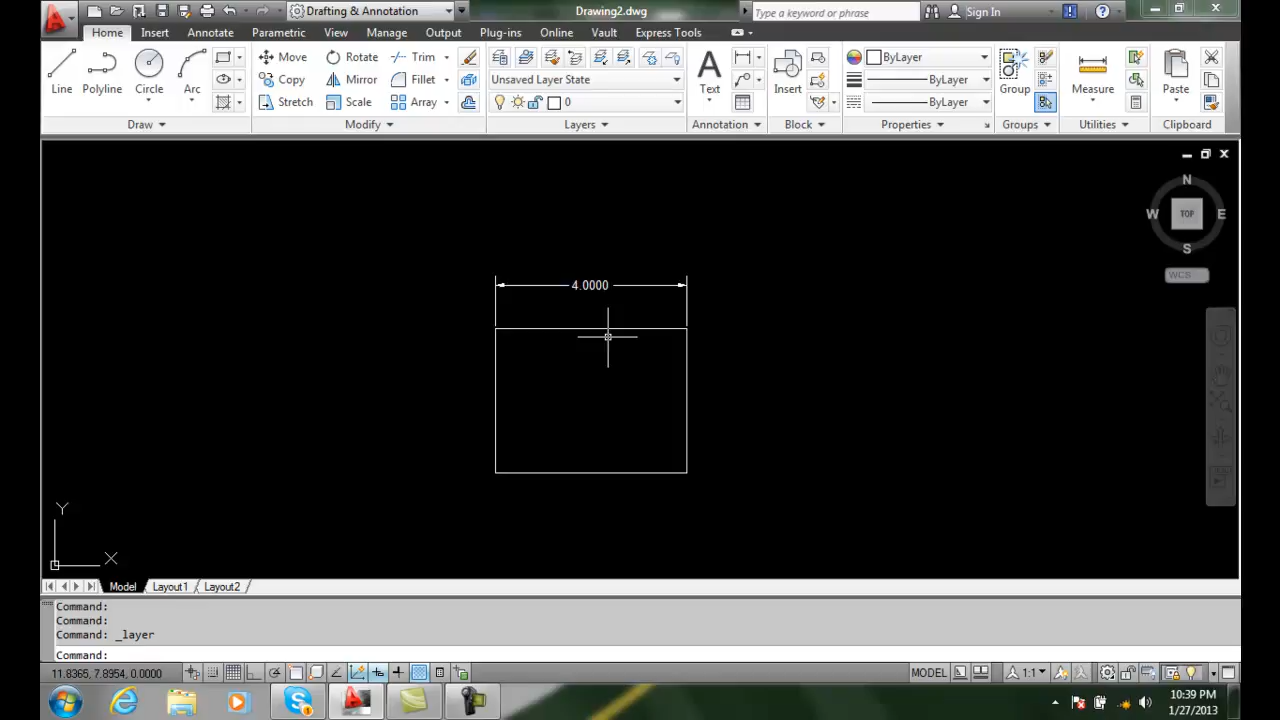 Drafting & Annotation
Drawing2.dwg
Type a keyword or phrase
Sign In
Home Insert Annotate Parametric View Manage Output Plug-ins Online Vault Express Tools
Line
Polyline
Circle
Arc
Draw
Move Rotate Trim
Copy Mirror Fillet
Stretch Scale Array
Modify
Unsaved Layer State
0
Layers
Text
Annotation
Insert
Block
ByLayer
ByLayer
ByLayer
Properties
Group
Groups
Measure
Utilities
Paste
Clipboard
N
W TOP E
S
WCS
4.0000
Y
X
Model Layout1 Layout2
Command:
Command:
Command: _layer
Command:
11.8365, 7.8954, 0.0000
MODEL
1:1
10:39 PM
1/27/2013